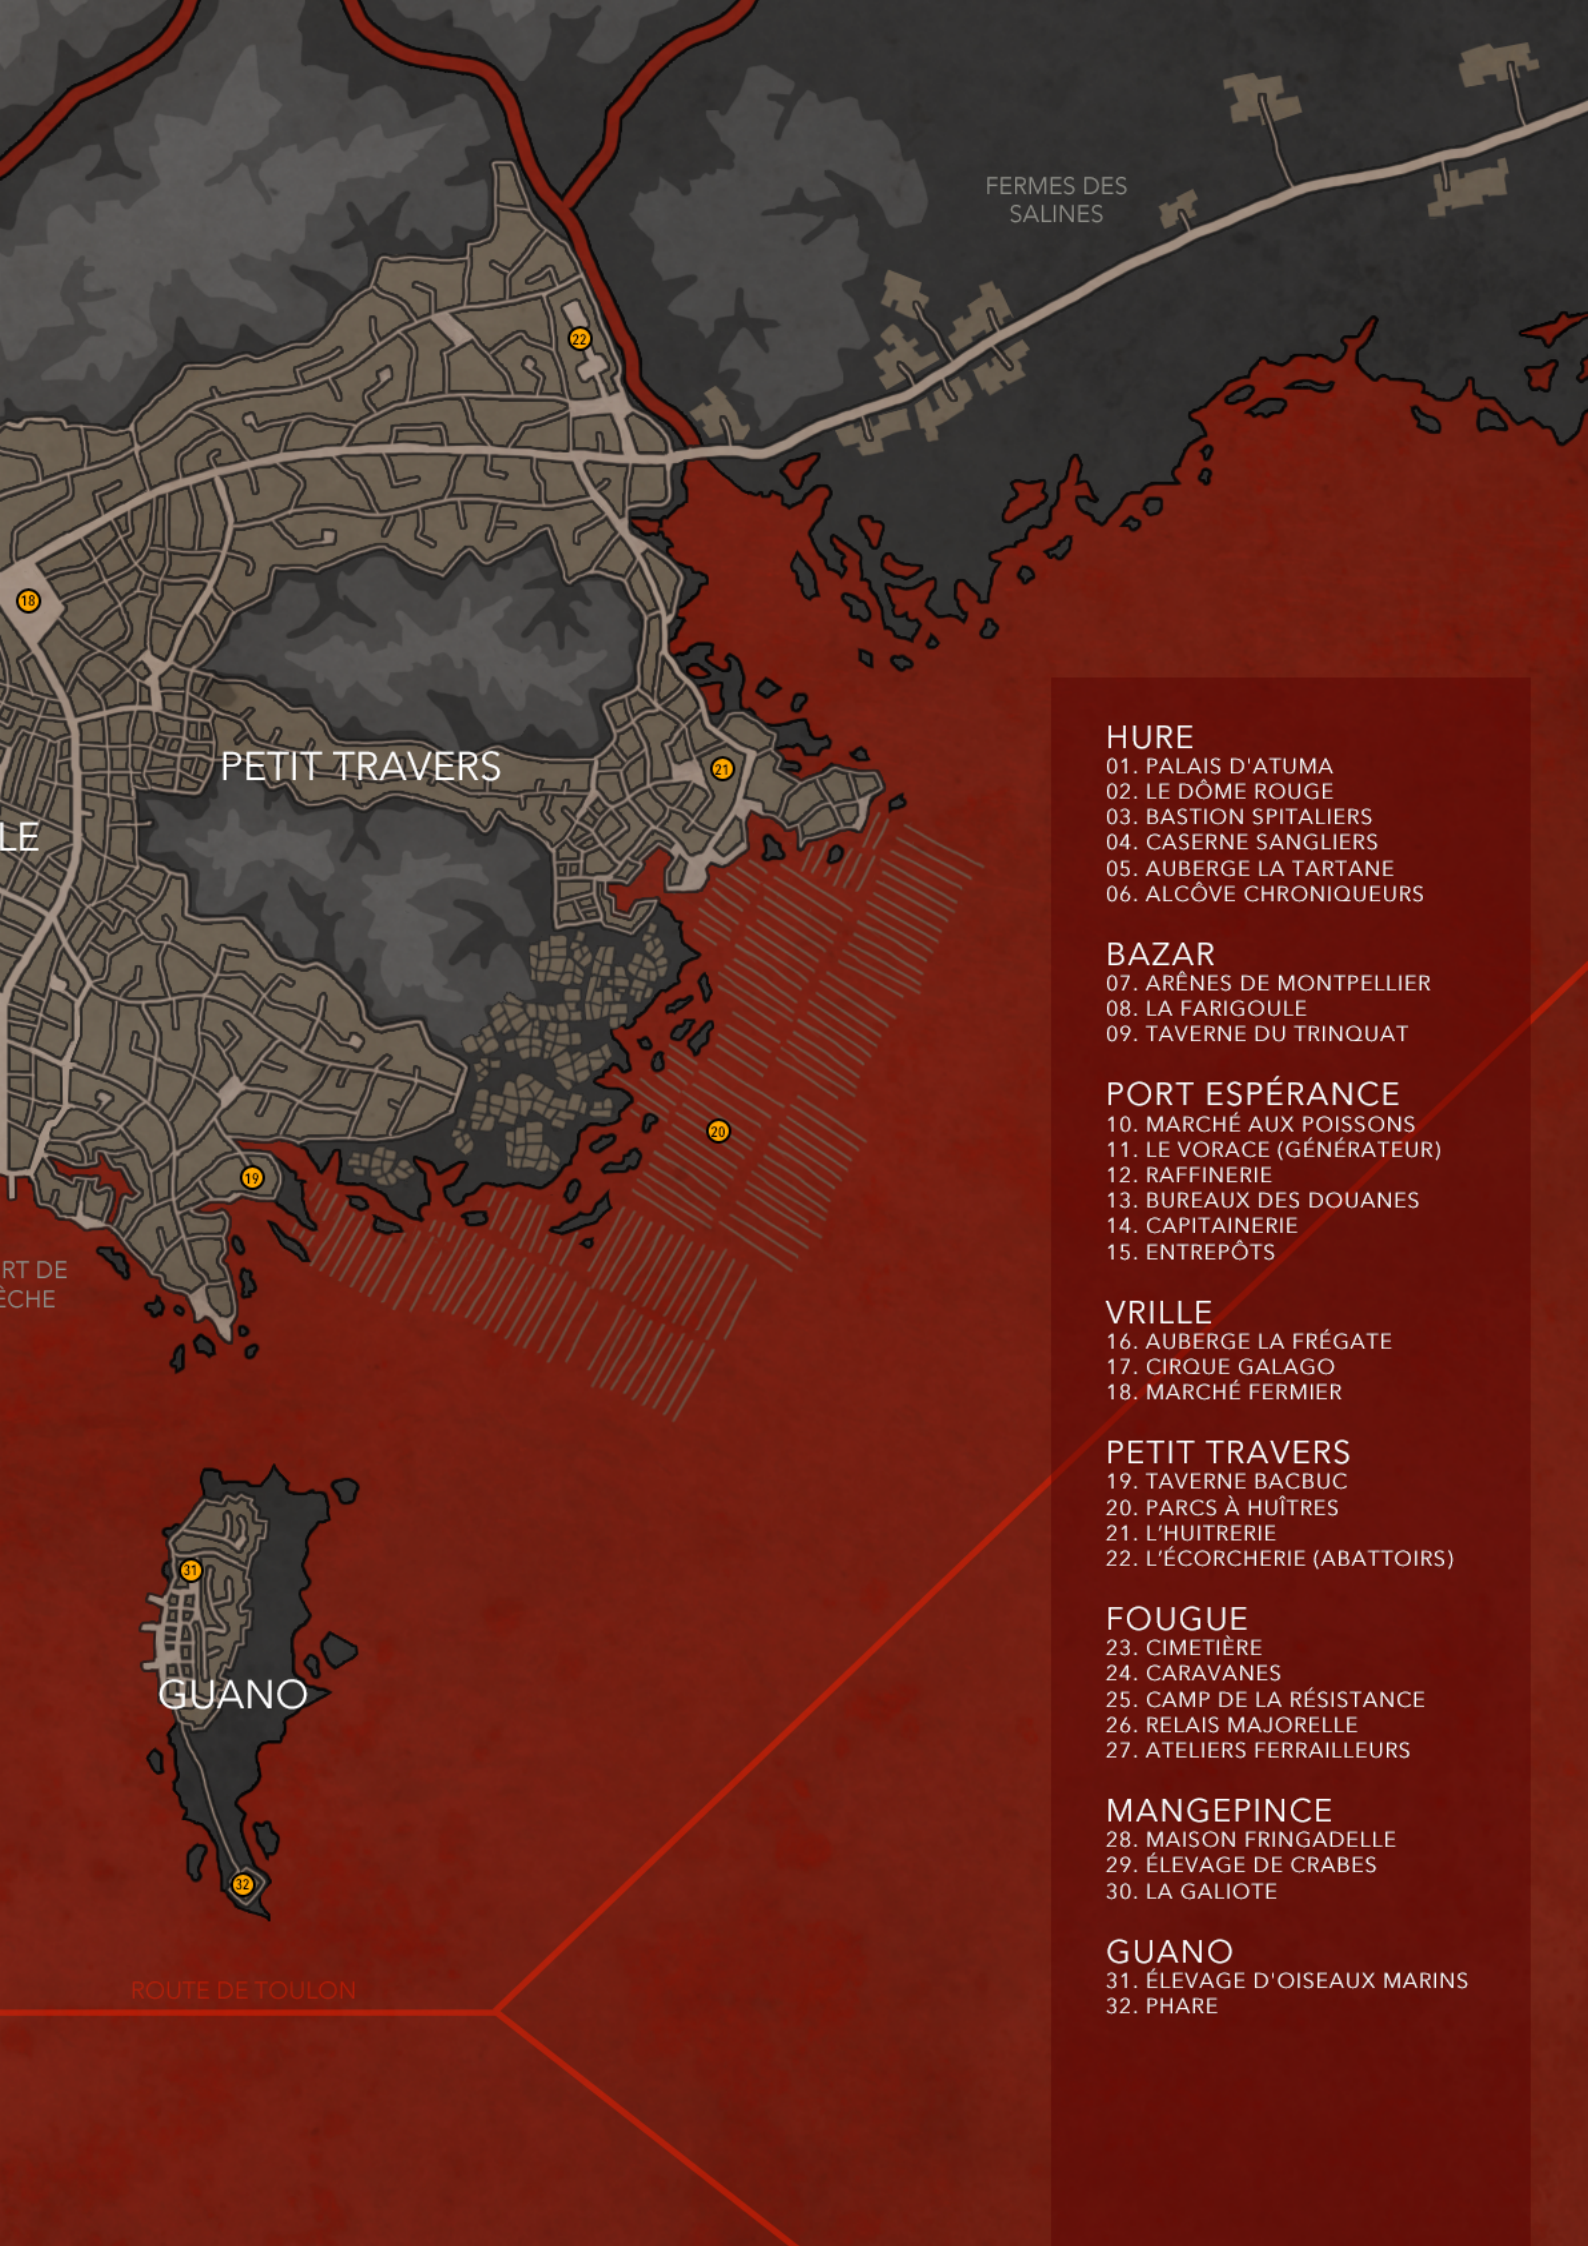 FERMES DES
SALINES
22
18
PETIT TRAVERS
21
LE
20
19
RT DE
ÊCHE
31
GUANO
32
ROUTE DE TOULON
HURE
01. PALAIS D'ATUMA
02. LE DÔME ROUGE
03. BASTION SPITALIERS
04. CASERNE SANGLIERS
05. AUBERGE LA TARTANE
06. ALCÔVE CHRONIQUEURS
BAZAR
07. ARÊNES DE MONTPELLIER
08. LA FARIGOULE
09. TAVERNE DU TRINQUAT
PORT ESPÉRANCE
10. MARCHÉ AUX POISSONS
11. LE VORACE (GÉNÉRATEUR)
12. RAFFINERIE
13. BUREAUX DES DOUANES
14. CAPITAINERIE
15. ENTREPÔTS
VRILLE
16. AUBERGE LA FRÉGATE
17. CIRQUE GALAGO
18. MARCHÉ FERMIER
PETIT TRAVERS
19. TAVERNE BACBUC
20. PARCS À HUÎTRES
21. L'HUITRERIE
22. L'ÉCORCHERIE (ABATTOIRS)
FOUGUE
23. CIMETIÈRE
24. CARAVANES
25. CAMP DE LA RÉSISTANCE
26. RELAIS MAJORELLE
27. ATELIERS FERRAILLEURS
MANGEPINCE
28. MAISON FRINGADELLE
29. ÉLEVAGE DE CRABES
30. LA GALIOTE
GUANO
31. ÉLEVAGE D'OISEAUX MARINS
32. PHARE